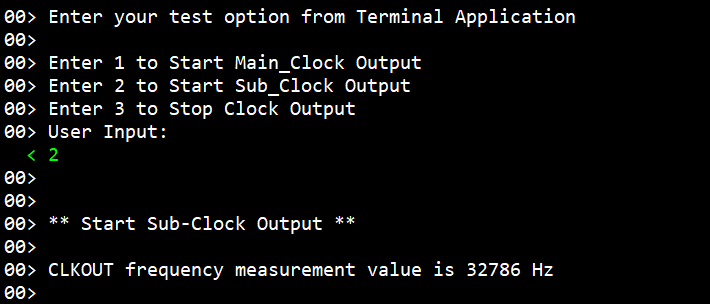 00> Enter your test option from Terminal Application
00>
00> Enter 1 to Start Main_Clock Output
00> Enter 2 to Start Sub_Clock Output
00> Enter 3 to Stop Clock Output
00> User Input:
< 2
00>
00>
00> ** Start Sub-Clock Output **
00>
00> CLKOUT frequency measurement value is 32786 Hz
00>